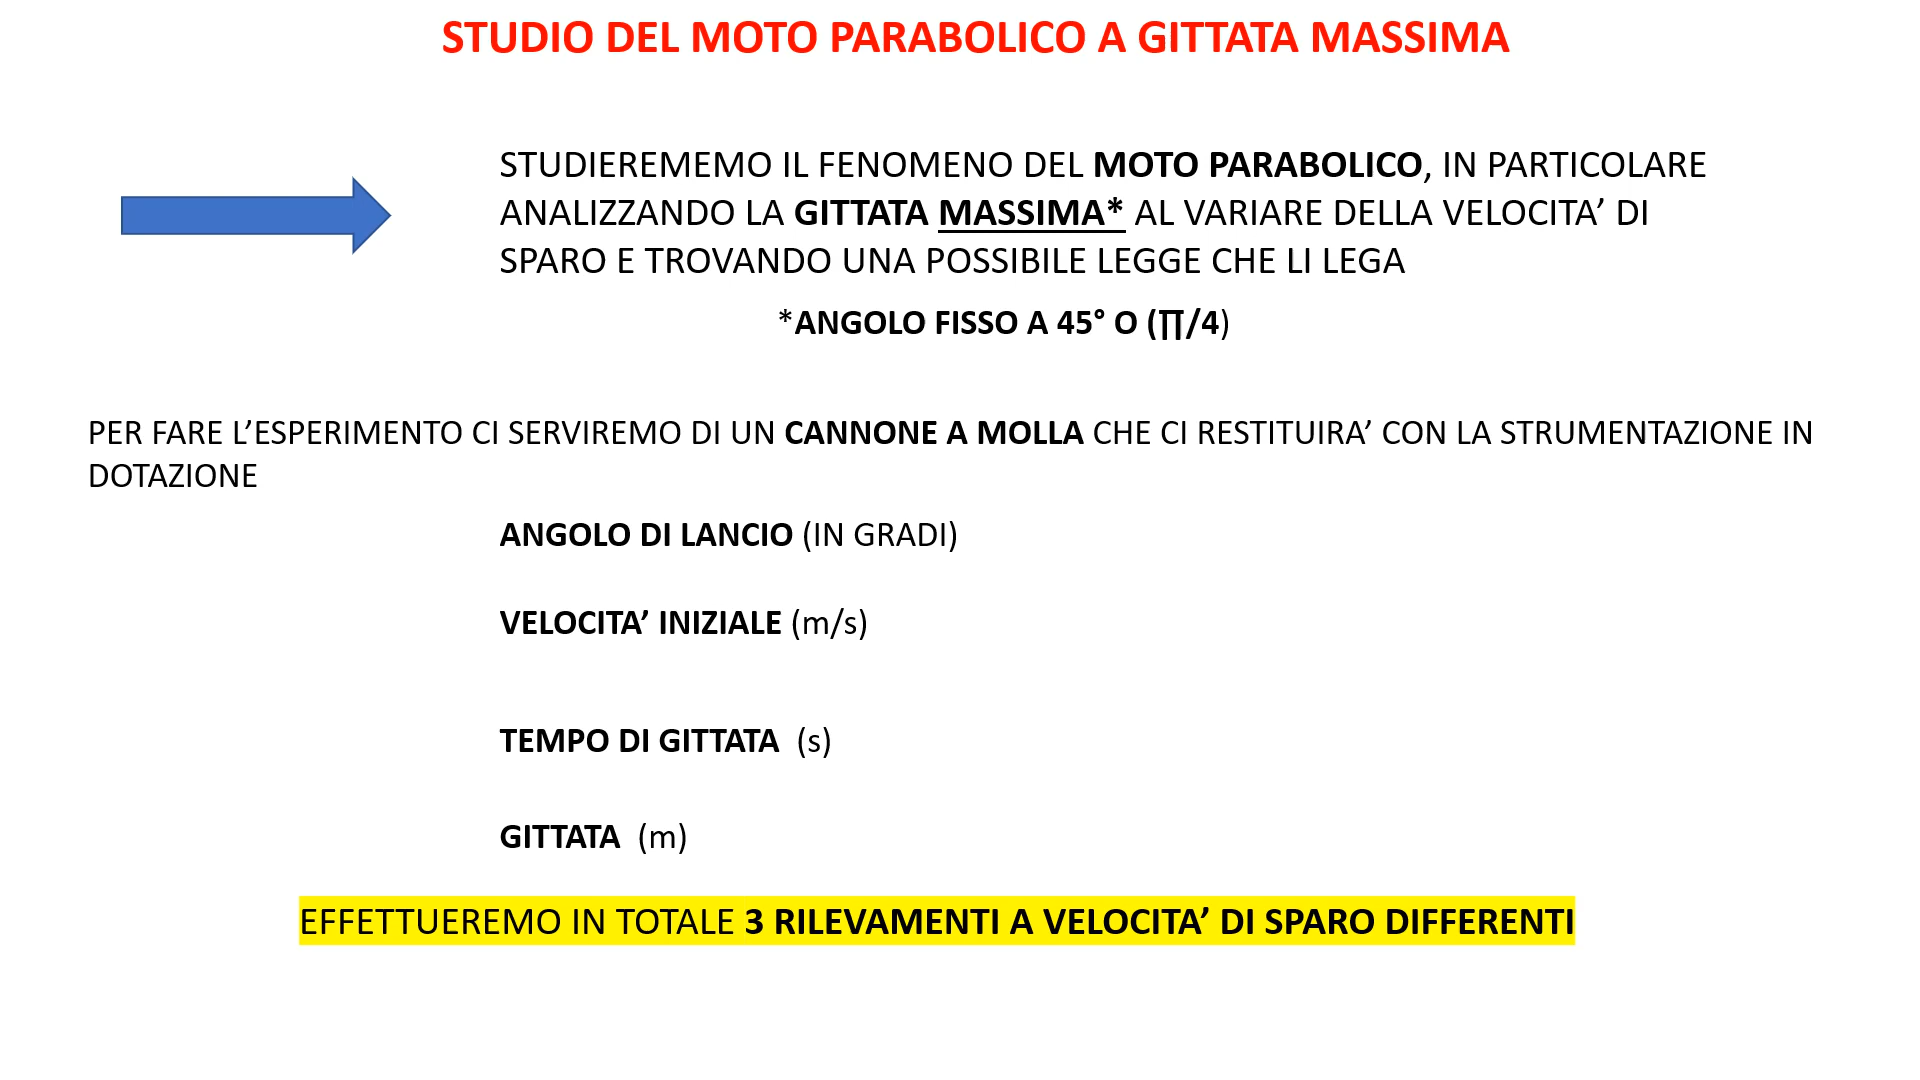 STUDIO DEL MOTO PARABOLICO A GITTATA MASSIMA
STUDIEREMEMO IL FENOMENO DEL MOTO PARABOLICO, IN PARTICOLARE
ANALIZZANDO LA GITTATA MASSIMA* AL VARIARE DELLA VELOCITA’ DI
SPARO E TROVANDO UNA POSSIBILE LEGGE CHE LI LEGA
*ANGOLO FISSO A 45° O (∏/4)
PER FARE L’ESPERIMENTO CI SERVIREMO DI UN CANNONE A MOLLA CHE CI RESTITUIRA’ CON LA STRUMENTAZIONE IN
DOTAZIONE
ANGOLO DI LANCIO (IN GRADI)
VELOCITA’ INIZIALE (m/s)
TEMPO DI GITTATA (s)
GITTATA (m)
EFFETTUEREMO IN TOTALE 3 RILEVAMENTI A VELOCITA’ DI SPARO DIFFERENTI